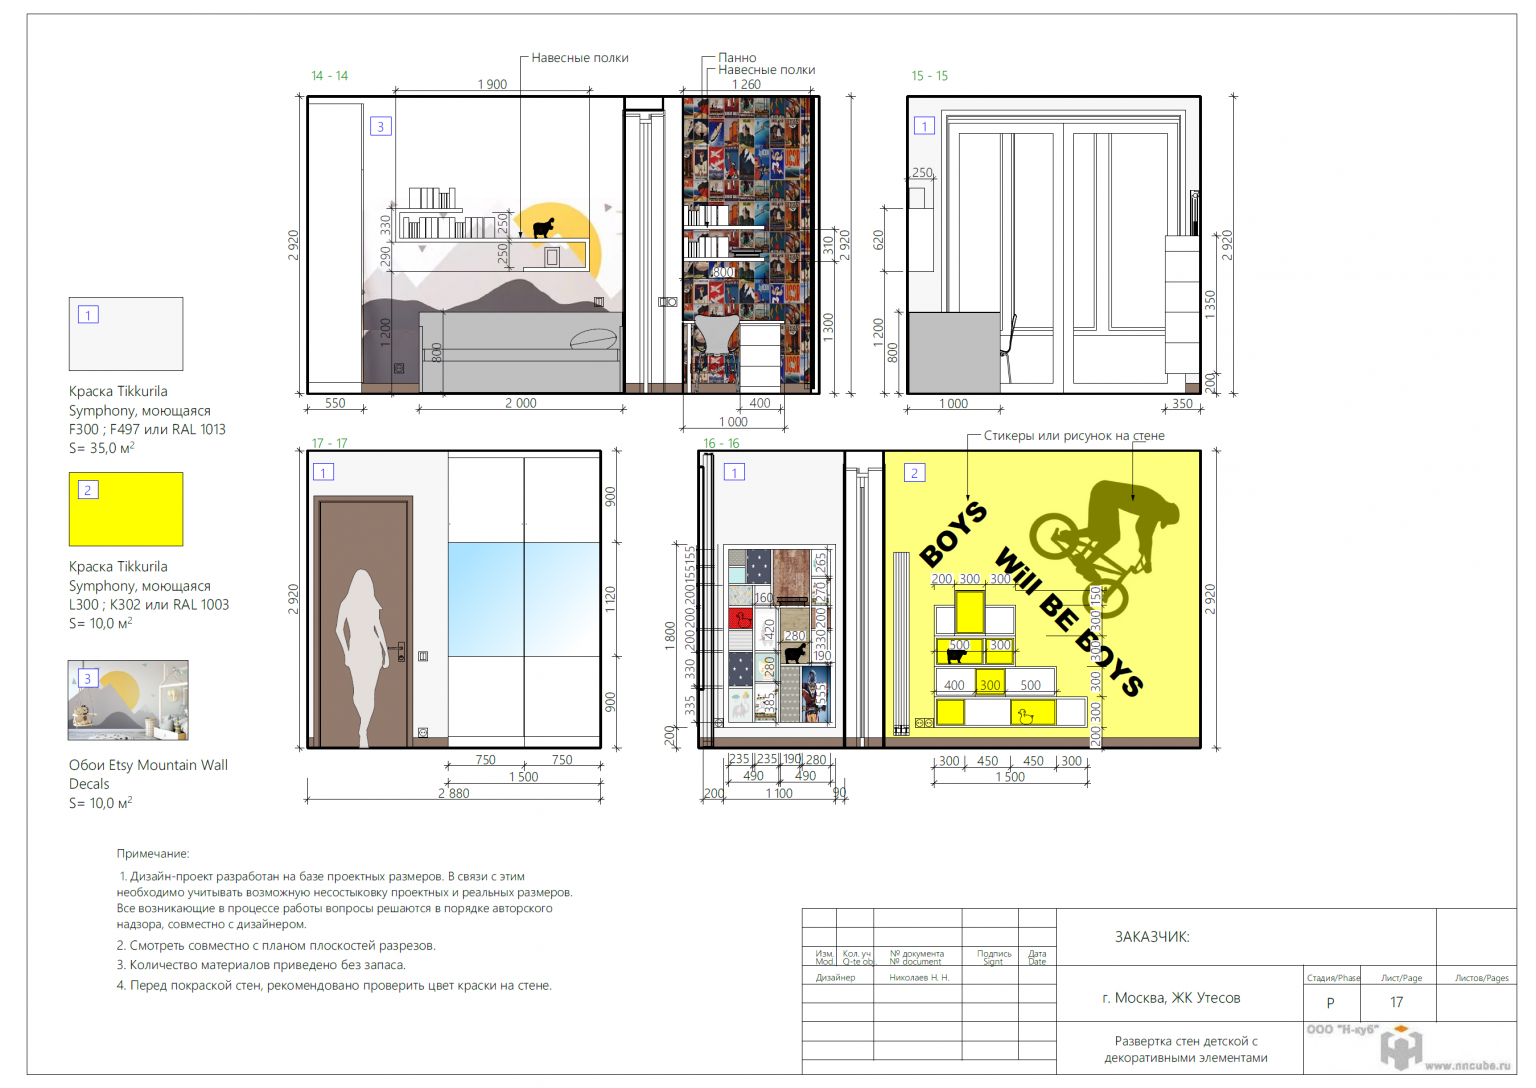 14 - 14
Навесные полки
Панно
Навесные полки
1 900
1 260
3
330
290
250
250
2 920
1 200
800
550
2 000
800
310
1 300
2 920
400
1 000
15 - 15
1
250
620
1 200
800
2 920
1 350
200
1 000
350
1
Краска Tikkurila
Symphony, моющаяся
F300 ; F497 или RAL 1013
S= 35,0 м²
2
Краска Tikkurila
Symphony, моющаяся
L300 ; K302 или RAL 1003
S= 10,0 м²
3
Обои Etsy Mountain Wall
Decals
S= 10,0 м²
17 - 17
1
2 920
900
1 120
900
750
750
1 500
2 880
16 - 16
Стикеры или рисунок на стене
1
2
BOYS
Will BE BOYS
1 800
155
155
200
200
200
330
335
200
265
270
160
200
420
280
330
190
280
385
555
235
235
190
280
490
490
200
1 100
90
200
300
300
150
300
500
300
300
400
300
500
300
300
200
300
450
450
300
1 500
2 920
Примечание:
1. Дизайн-проект разработан на базе проектных размеров. В связи с этим
необходимо учитывать возможную несостыковку проектных и реальных размеров.
Все возникающие в процессе работы вопросы решаются в порядке авторского
надзора, совместно с дизайнером.
2. Смотреть совместно с планом плоскостей разрезов.
3. Количество материалов приведено без запаса.
4. Перед покраской стен, рекомендовано проверить цвет краски на стене.
Изм. Кол. уч № документа Подпись Дата
Mod. Q-te obj. № document Signt Date
Дизайнер Николаев Н. Н.
ЗАКАЗЧИК:
г. Москва, ЖК Утесов
Стадия/Phase Лист/Page Листов/Pages
Р 17
Развертка стен детской с
декоративными элементами
ООО "Н-куб"
www.nncube.ru